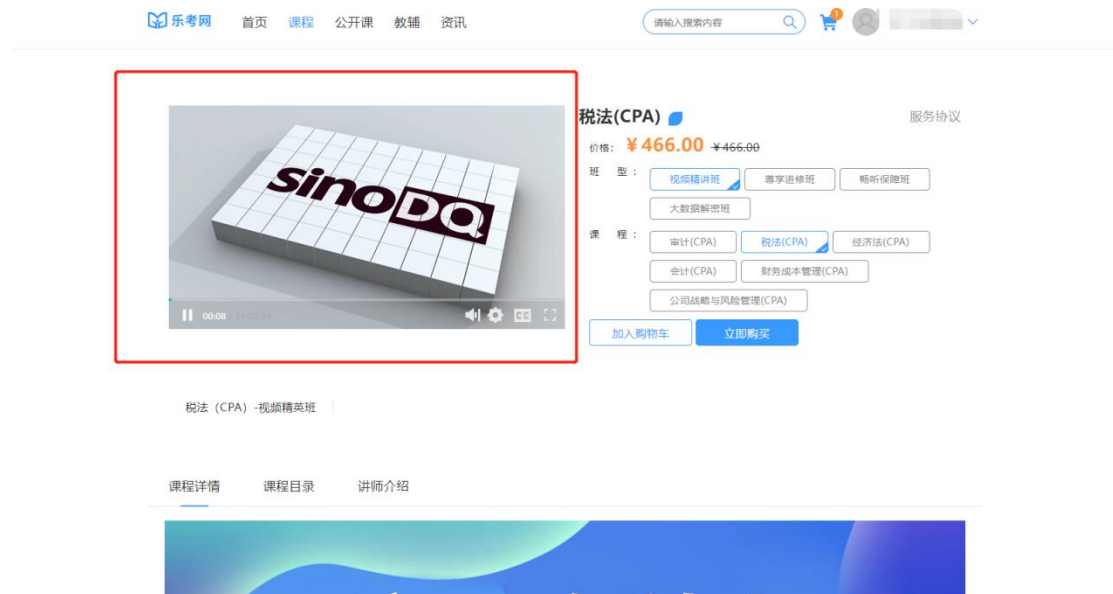 乐考网 首页 课程 公开课 教辅 资讯 请输入搜索内容 1
sinoDQ
税法(CPA) 服务协议
价格: ¥466.00 ¥466.00
班 型: 视频精讲班 尊享进修班 畅听保障班
大数据解密班
课 程: 审计(CPA) 税法(CPA) 经济法(CPA)
会计(CPA) 财务成本管理(CPA)
公司战略与风险管理(CPA)
00:08 CC
加入购物车 立即购买
税法（CPA）-视频精英班
课程详情 课程目录 讲师介绍